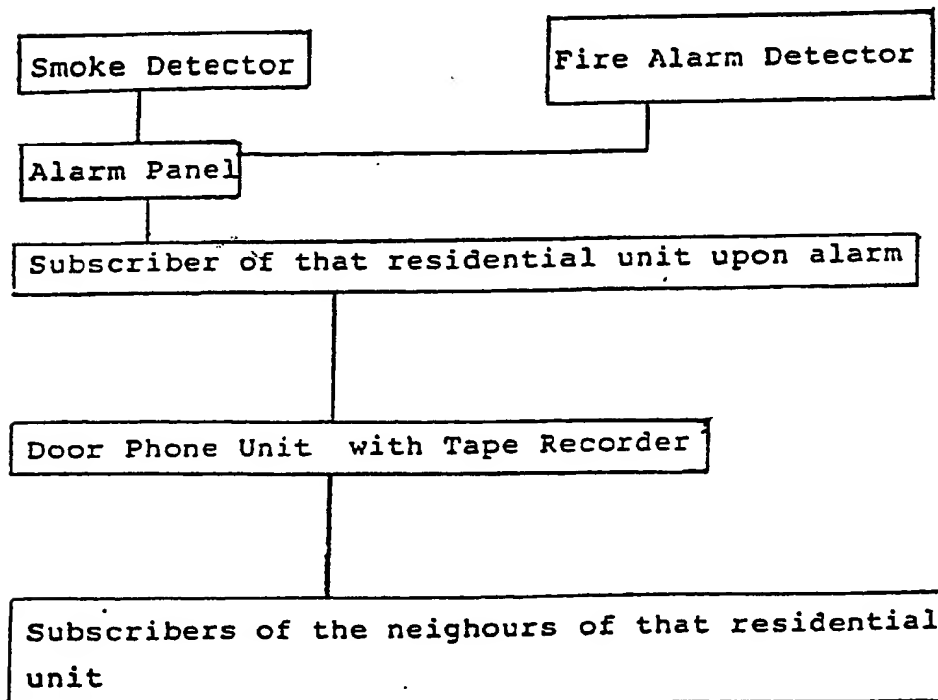 Smoke Detector
Fire Alarm Detector
Alarm Panel
Subscriber of that residential unit upon alarm
Door Phone Unit with Tape Recorder
Subscribers of the neighours of that residential
unit